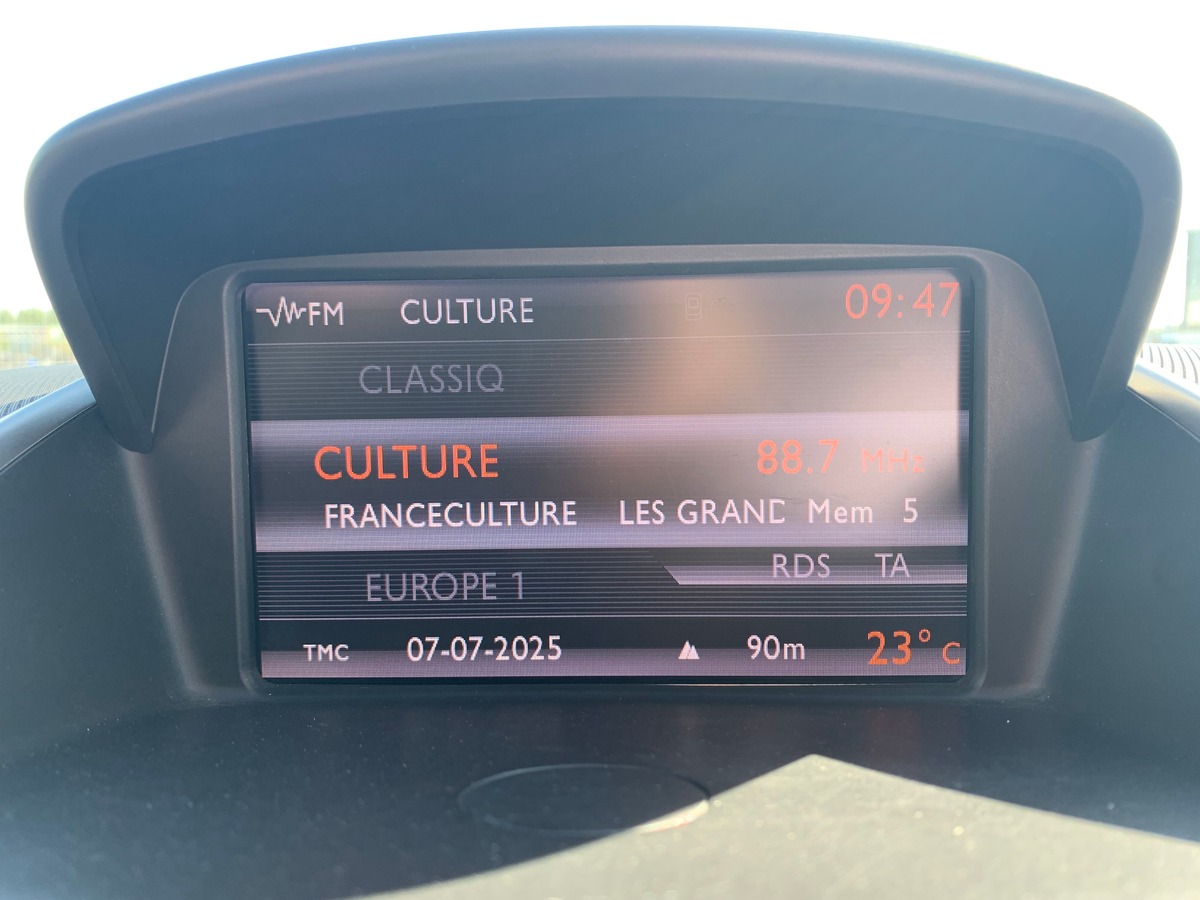 FM CULTURE 09:47
CLASSIQ
CULTURE 88.7 MHz
FRANCECULTURE LES GRAND Mem 5
RDS TA
EUROPE 1
TMC 07-07-2025 90m 23°C